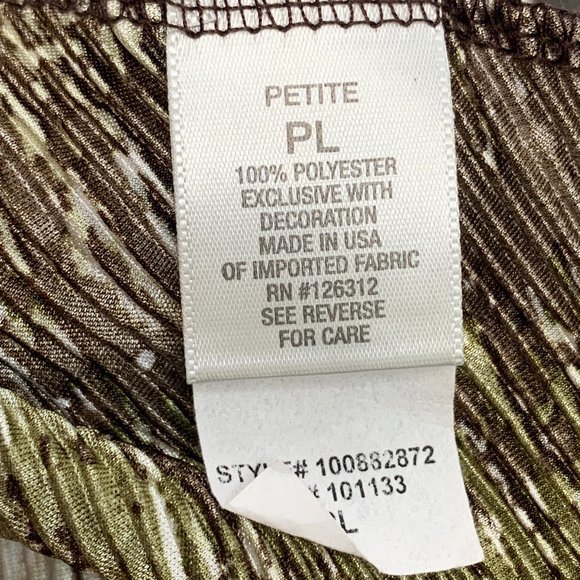 PETITE
PL
100% POLYESTER
EXCLUSIVE WITH
DECORATION
MADE IN USA
OF IMPORTED FABRIC
RN #126312
SEE REVERSE
FOR CARE
STYLE# 100882872
# 101133
PL